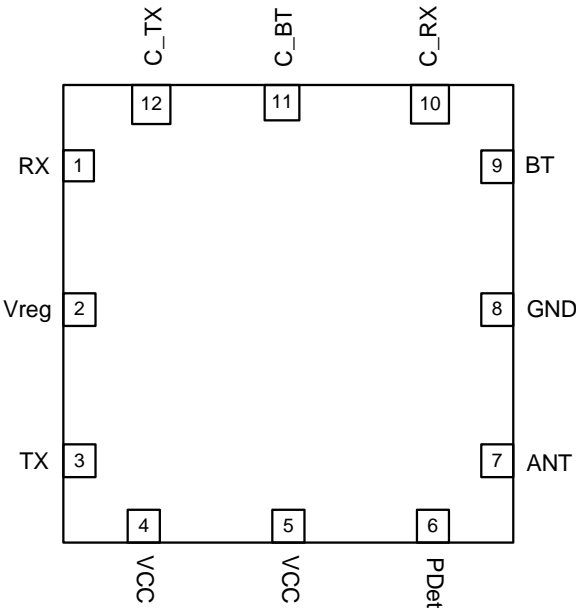 C_TX
C_BT
C_RX
12
11
10
RX 1
9 BT
Vreg 2
8 GND
TX 3
7 ANT
4
5
6
VCC
VCC
PDet